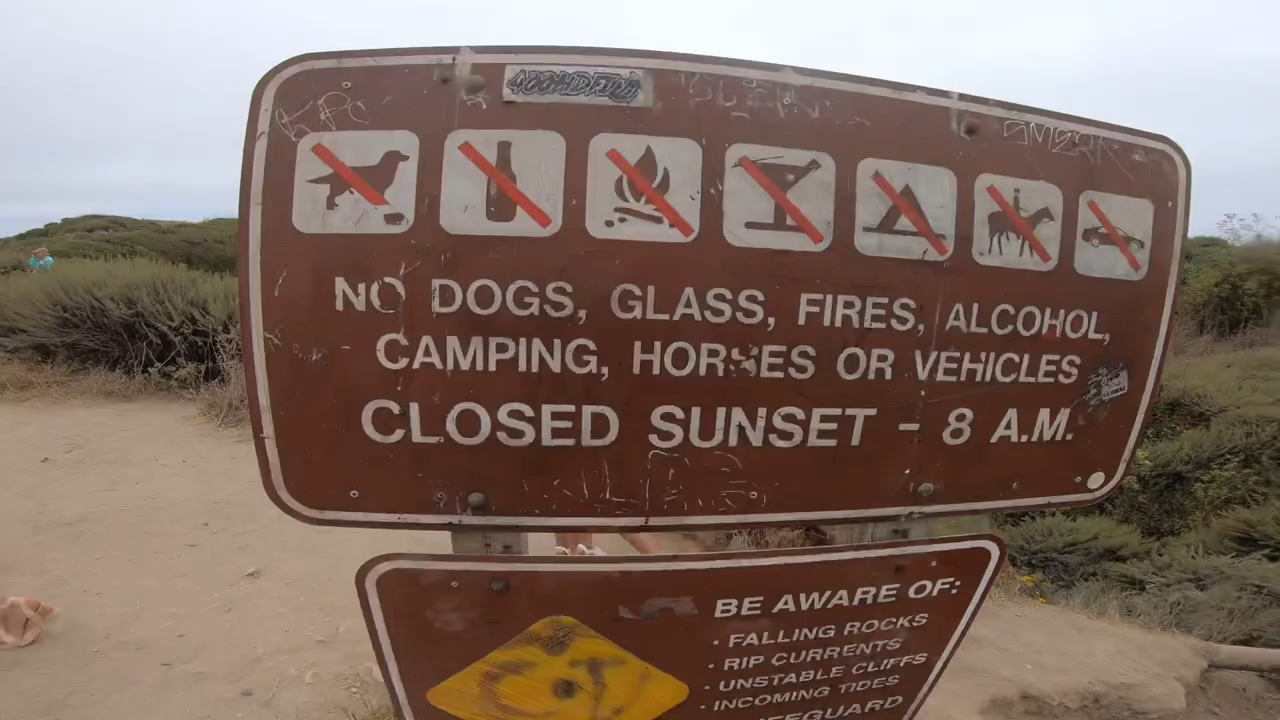 NO DOGS, GLASS, FIRES, ALCOHOL,
CAMPING, HORSES OR VEHICLES
CLOSED SUNSET - 8 A.M.
BE AWARE OF:
· FALLING ROCKS
· RIP CURRENTS
· UNSTABLE CLIFFS
· INCOMING TIDES